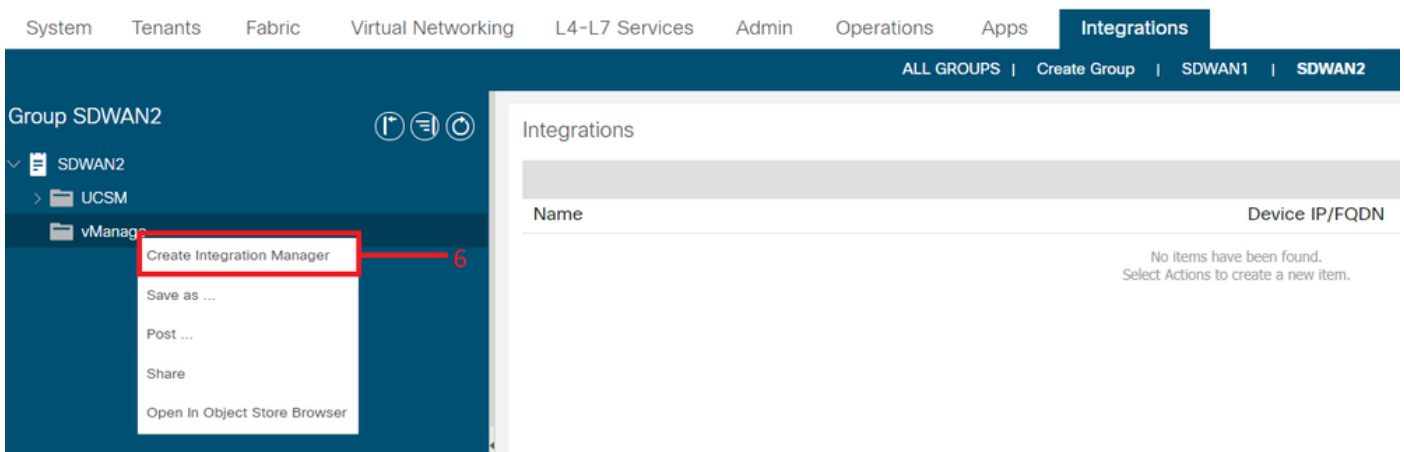 System Tenants Fabric Virtual Networking L4-L7 Services Admin Operations Apps Integrations
ALL GROUPS | Create Group | SDWAN1 | SDWAN2
Group SDWAN2
SDWAN2
UCSM
vManage
Create Integration Manager
6
Save as ...
Post ...
Share
Open In Object Store Browser
Integrations
Name Device IP/FQDN
No items have been found.
Select Actions to create a new item.